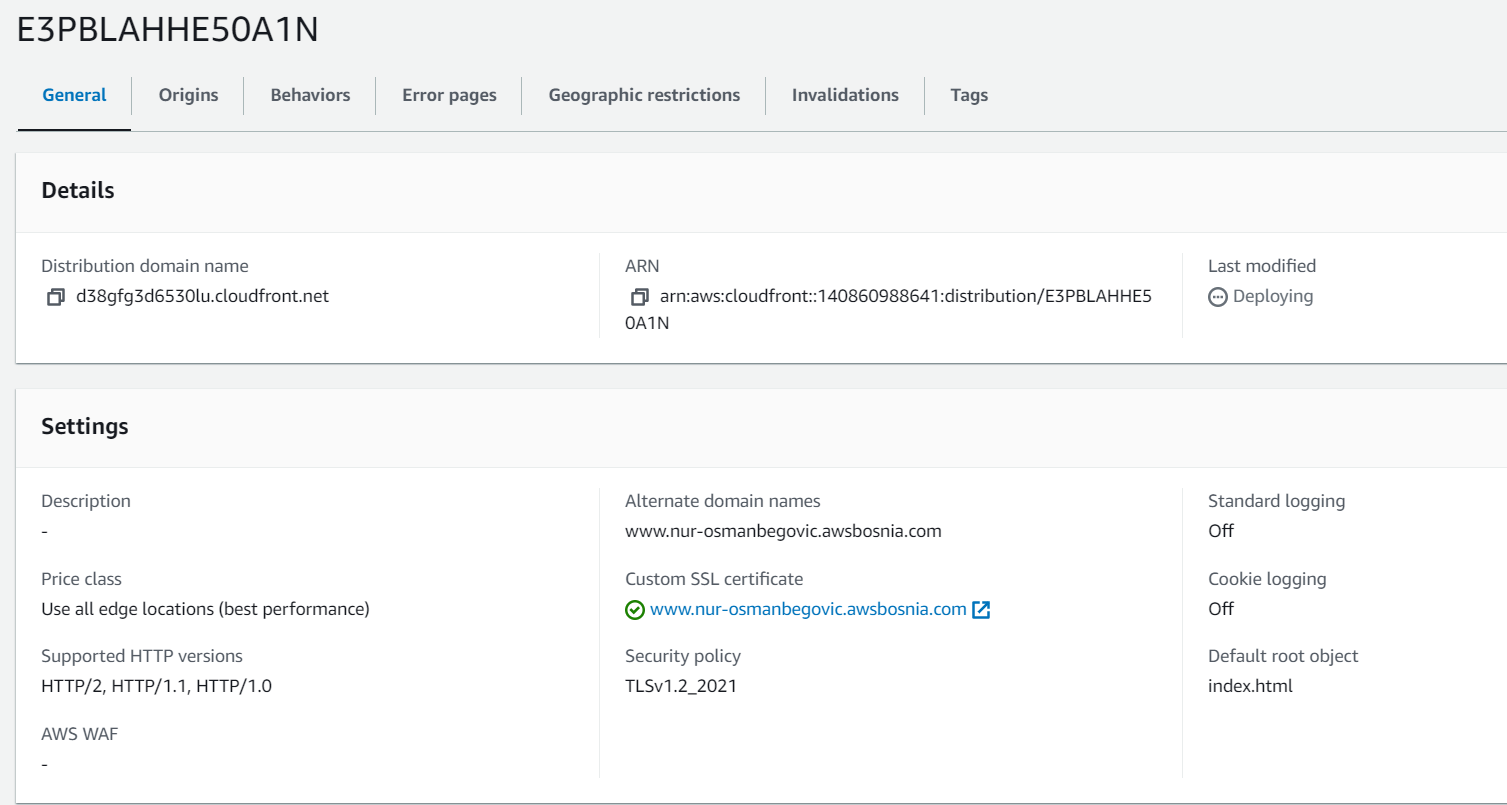 E3PBLAHHE50A1N
General Origins Behaviors Error pages Geographic restrictions Invalidations Tags
Details
Distribution domain name
d38gfg3d6530lu.cloudfront.net
ARN
arn:aws:cloudfront::140860988641:distribution/E3PBLAHHE5
0A1N
Last modified
Deploying
Settings
Description
-
Price class
Use all edge locations (best performance)
Supported HTTP versions
HTTP/2, HTTP/1.1, HTTP/1.0
AWS WAF
-
Alternate domain names
www.nur-osmanbegovic.awsbosnia.com
Custom SSL certificate
www.nur-osmanbegovic.awsbosnia.com
Security policy
TLSv1.2_2021
Standard logging
Off
Cookie logging
Off
Default root object
index.html